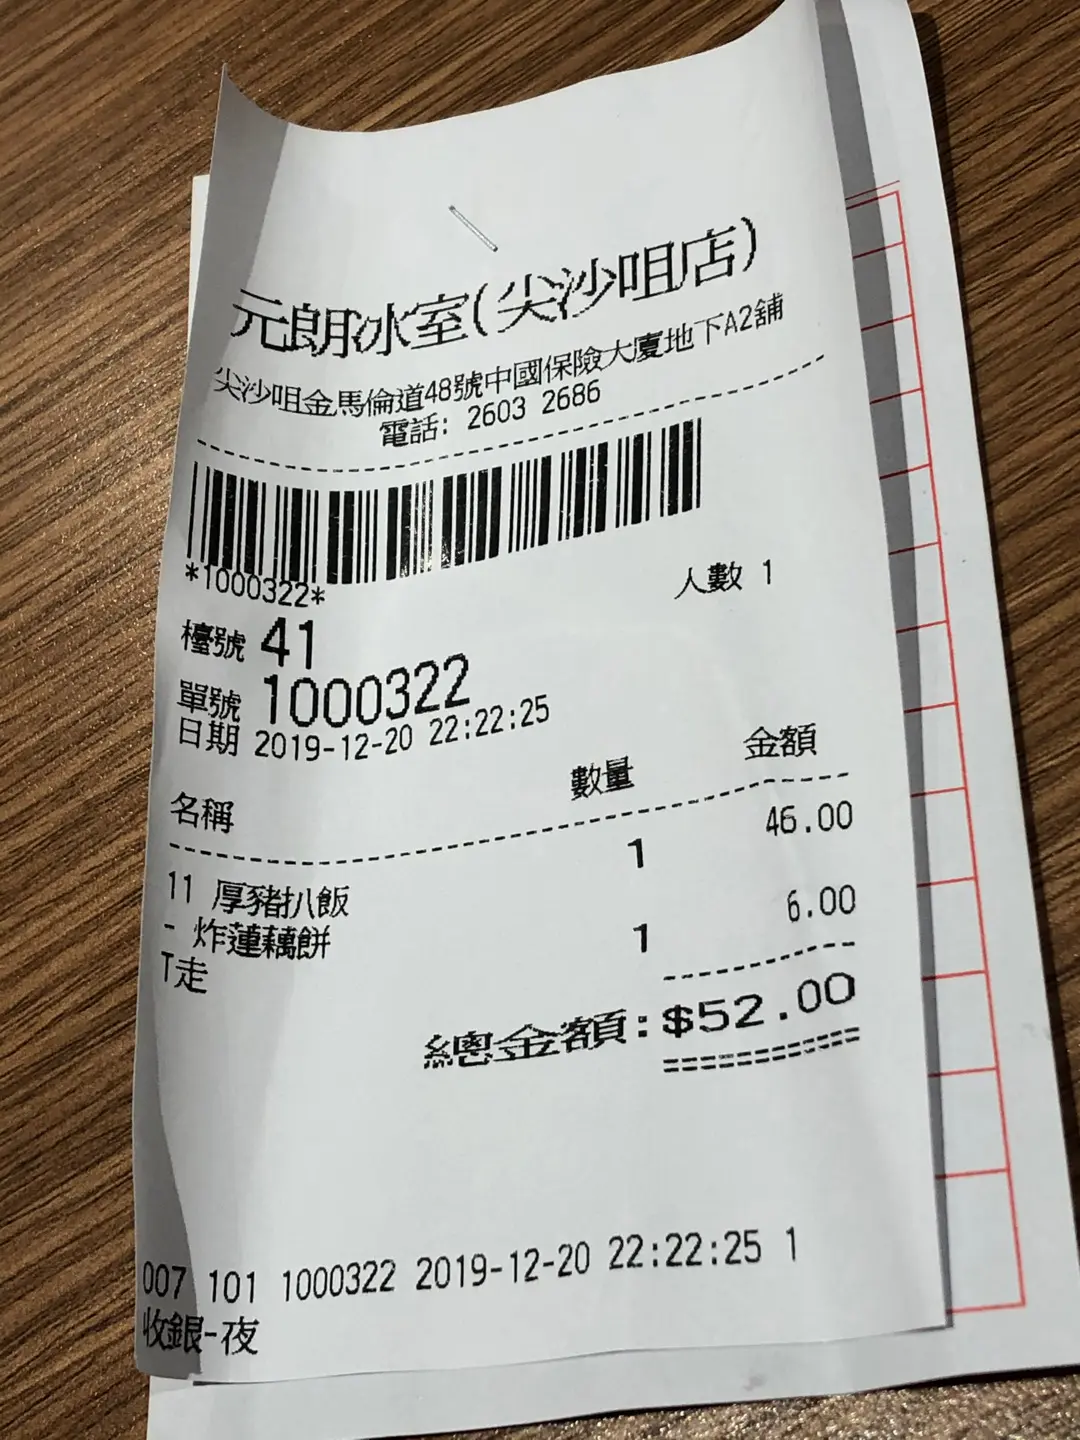 元朗冰室(尖沙咀店)
尖沙咀金馬倫道48號中國保險大廈地下A2舖
電話: 2603 2686
*1000322*
人數 1
檯號 41
單號 1000322
日期 2019-12-20 22:22:25
名稱 數量 金額
11 厚豬扒飯 1 46.00
- 炸蓮藕餅 1 6.00
T走
總金額:$52.00
007 101 1000322 2019-12-20 22:22:25 1
收銀-夜